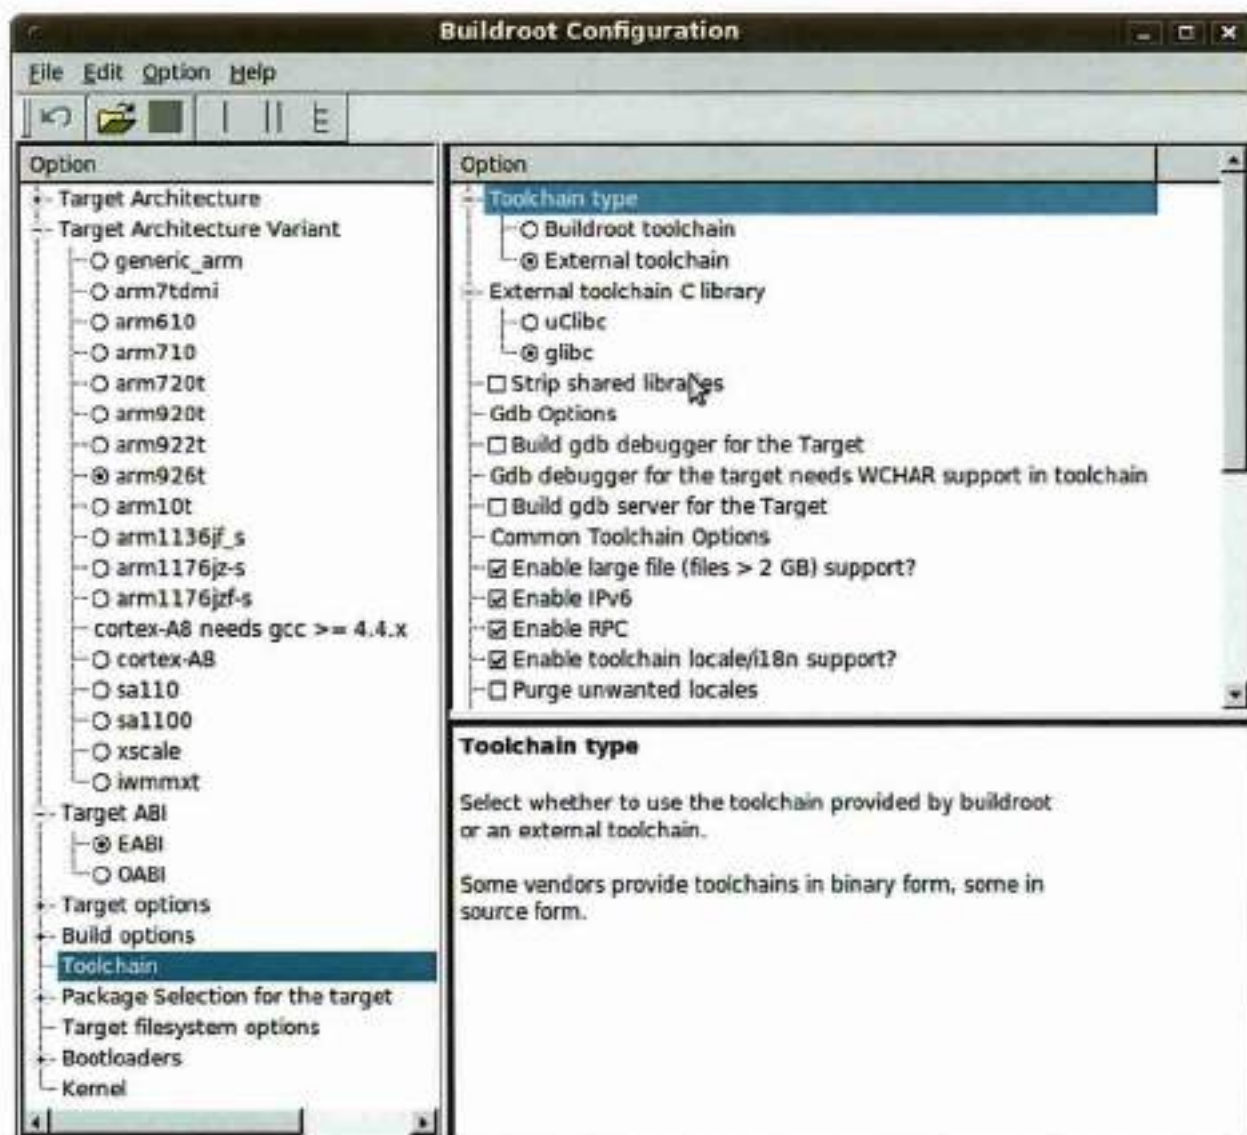 Buildroot Configuration
File Edit Option Help
Option
Target Architecture
Target Architecture Variant
generic_arm
arm7tdmi
arm610
arm710
arm720t
arm920t
arm922t
arm926t
arm10t
arm1136jf_s
arm1176jz-s
arm1176jzf-s
cortex-A8 needs gcc >= 4.4.x
cortex-A8
sa110
sa1100
xscale
iwmmxt
Target ABI
EABI
OABI
Target options
Build options
Toolchain
Package Selection for the target
Target filesystem options
Bootloaders
Kernel
Option
Toolchain type
Buildroot toolchain
External toolchain
External toolchain C library
uClibc
glibc
Strip shared libraries
Gdb Options
Build gdb debugger for the Target
Gdb debugger for the target needs WCHAR support in toolchain
Build gdb server for the Target
Common Toolchain Options
Enable large file (files > 2 GB) support?
Enable IPv6
Enable RPC
Enable toolchain locale/i18n support?
Purge unwanted locales
Toolchain type
Select whether to use the toolchain provided by buildroot
or an external toolchain.
Some vendors provide toolchains in binary form, some in
source form.